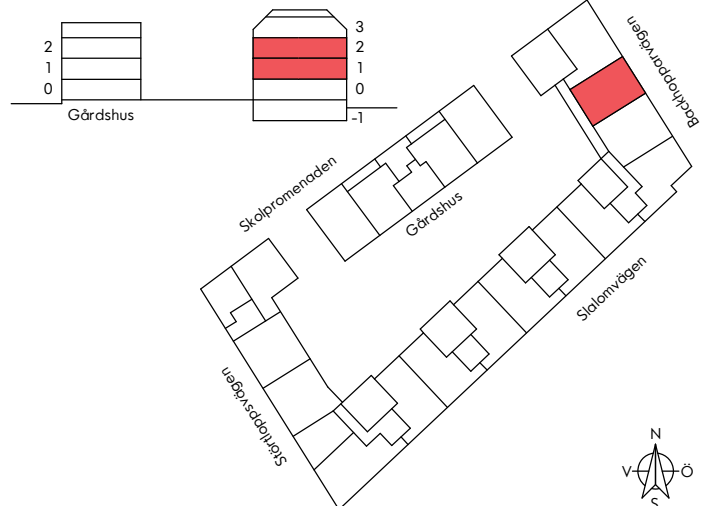 2
1
0
Gårdshus
3
2
1
0
-1
Skolpromenaden
Gårdshus
Backhopparvägen
Slalomvägen
Störtloppsvägen
N
V
Ö
S